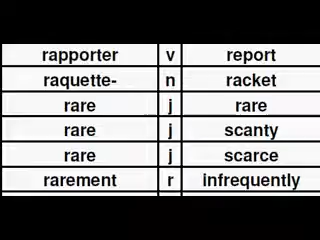 rapporter v report
raquette- n racket
rare j rare
rare j scanty
rare j scarce
rarement r infrequently